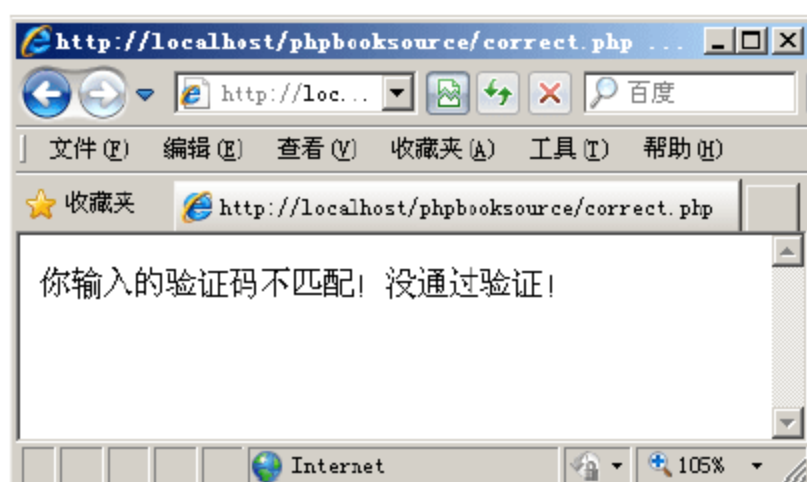 http://localhost/phpbooksource/correct.php ...
http://loc... 百度
文件(F) 编辑(E) 查看(V) 收藏夹(A) 工具(T) 帮助(H)
收藏夹 http://localhost/phpbooksource/correct.php
你输入的验证码不匹配！没通过验证！
Internet 105%